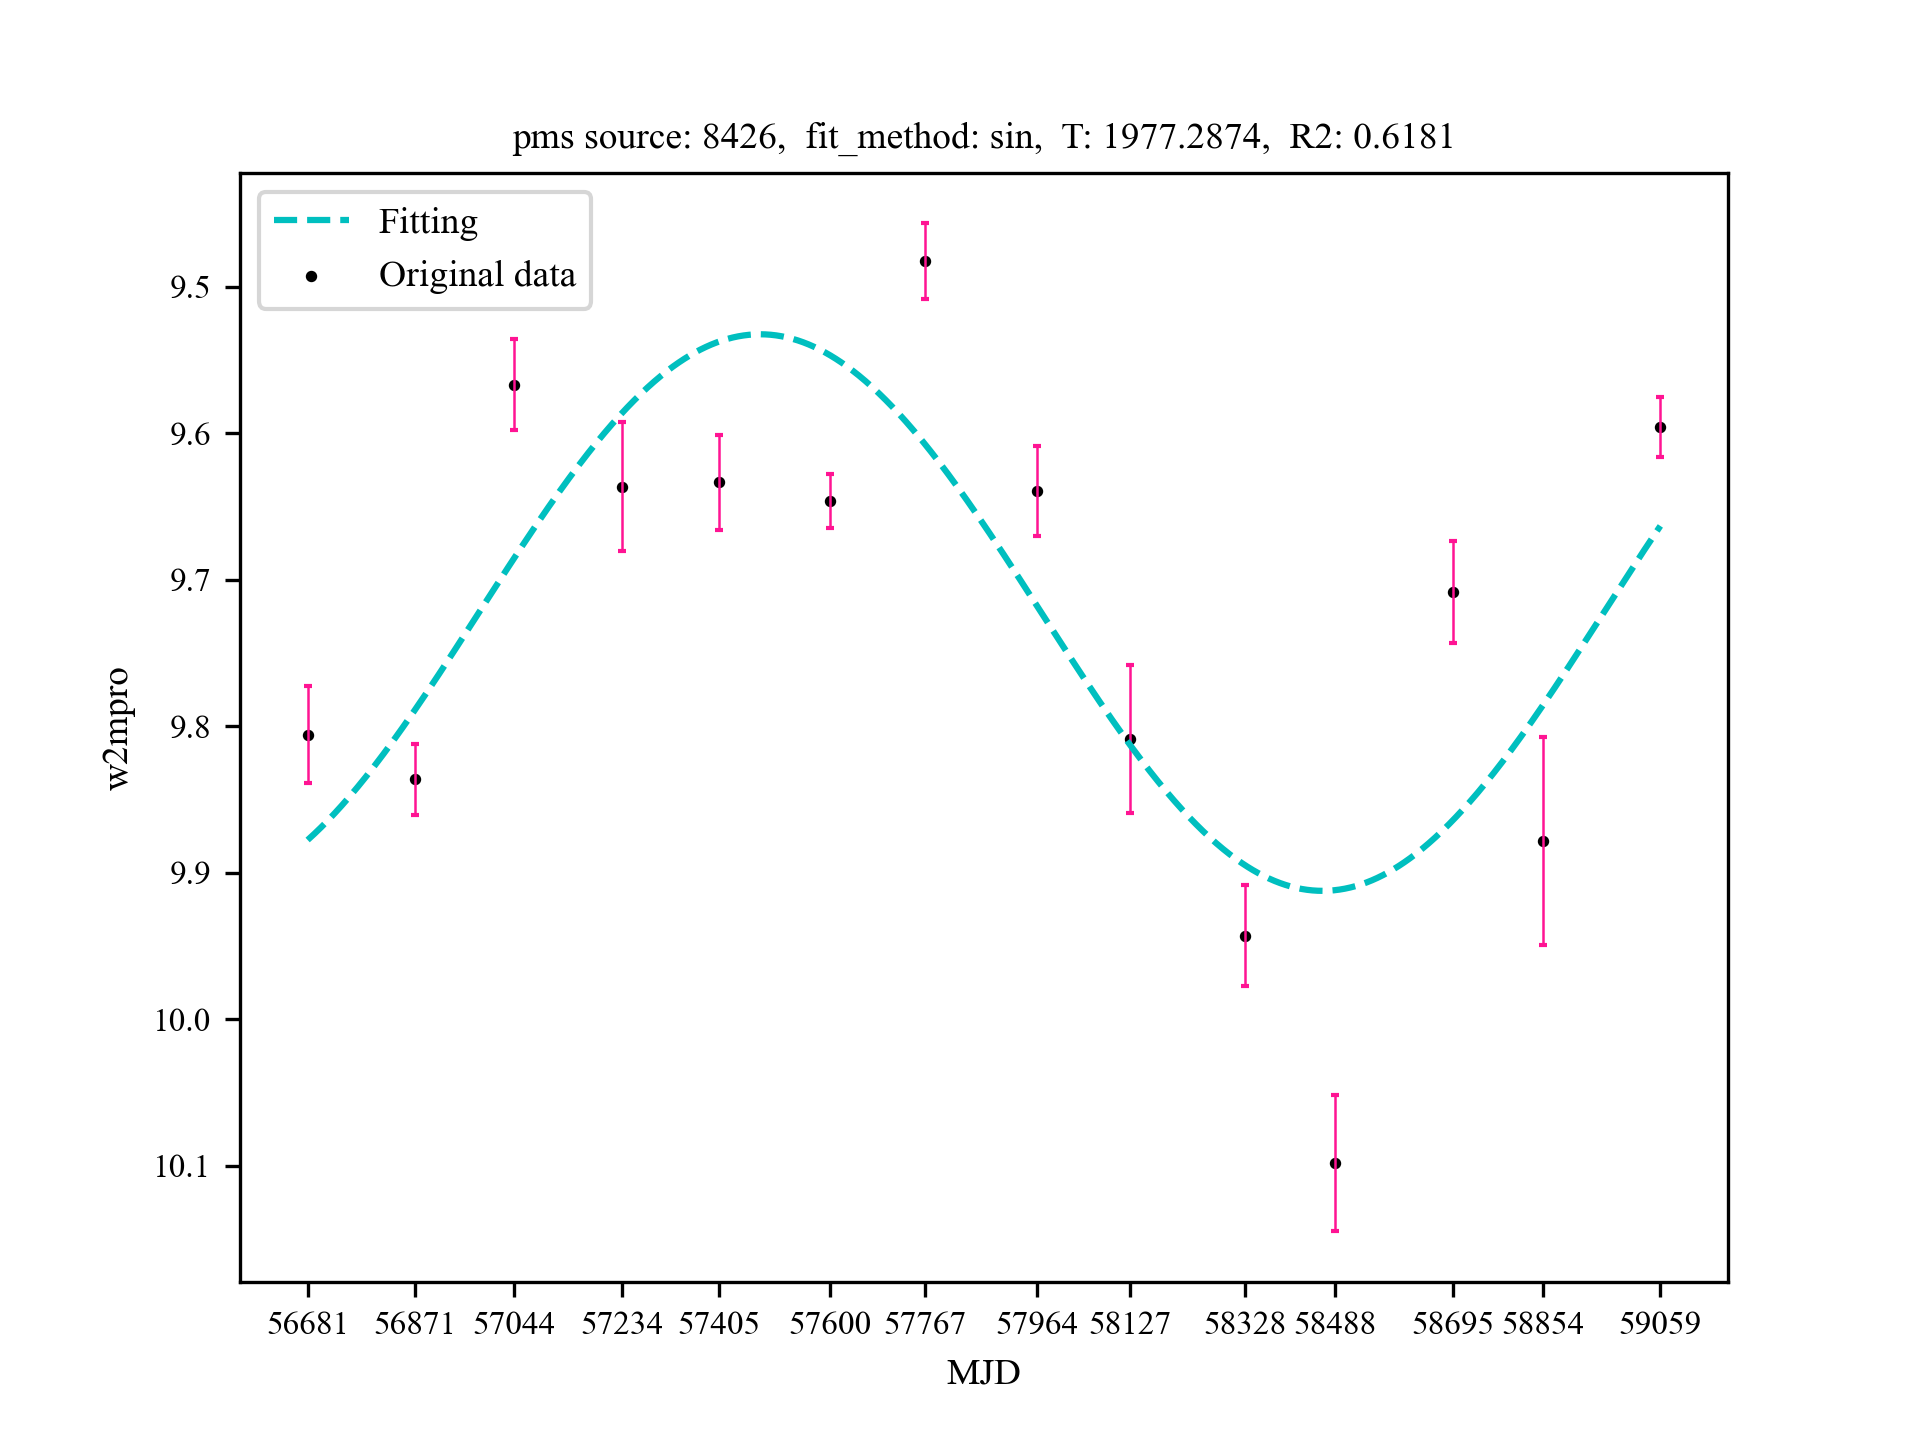 pms source: 8426, fit_method: sin, T: 1977.2874, R2: 0.6181
Fitting
Original data
9.5
9.6
9.7
9.8
9.9
10.0
10.1
w2mpro
56681 56871 57044 57234 57405 57600 57767 57964 58127 58328 58488 58695 58854 59059
MJD